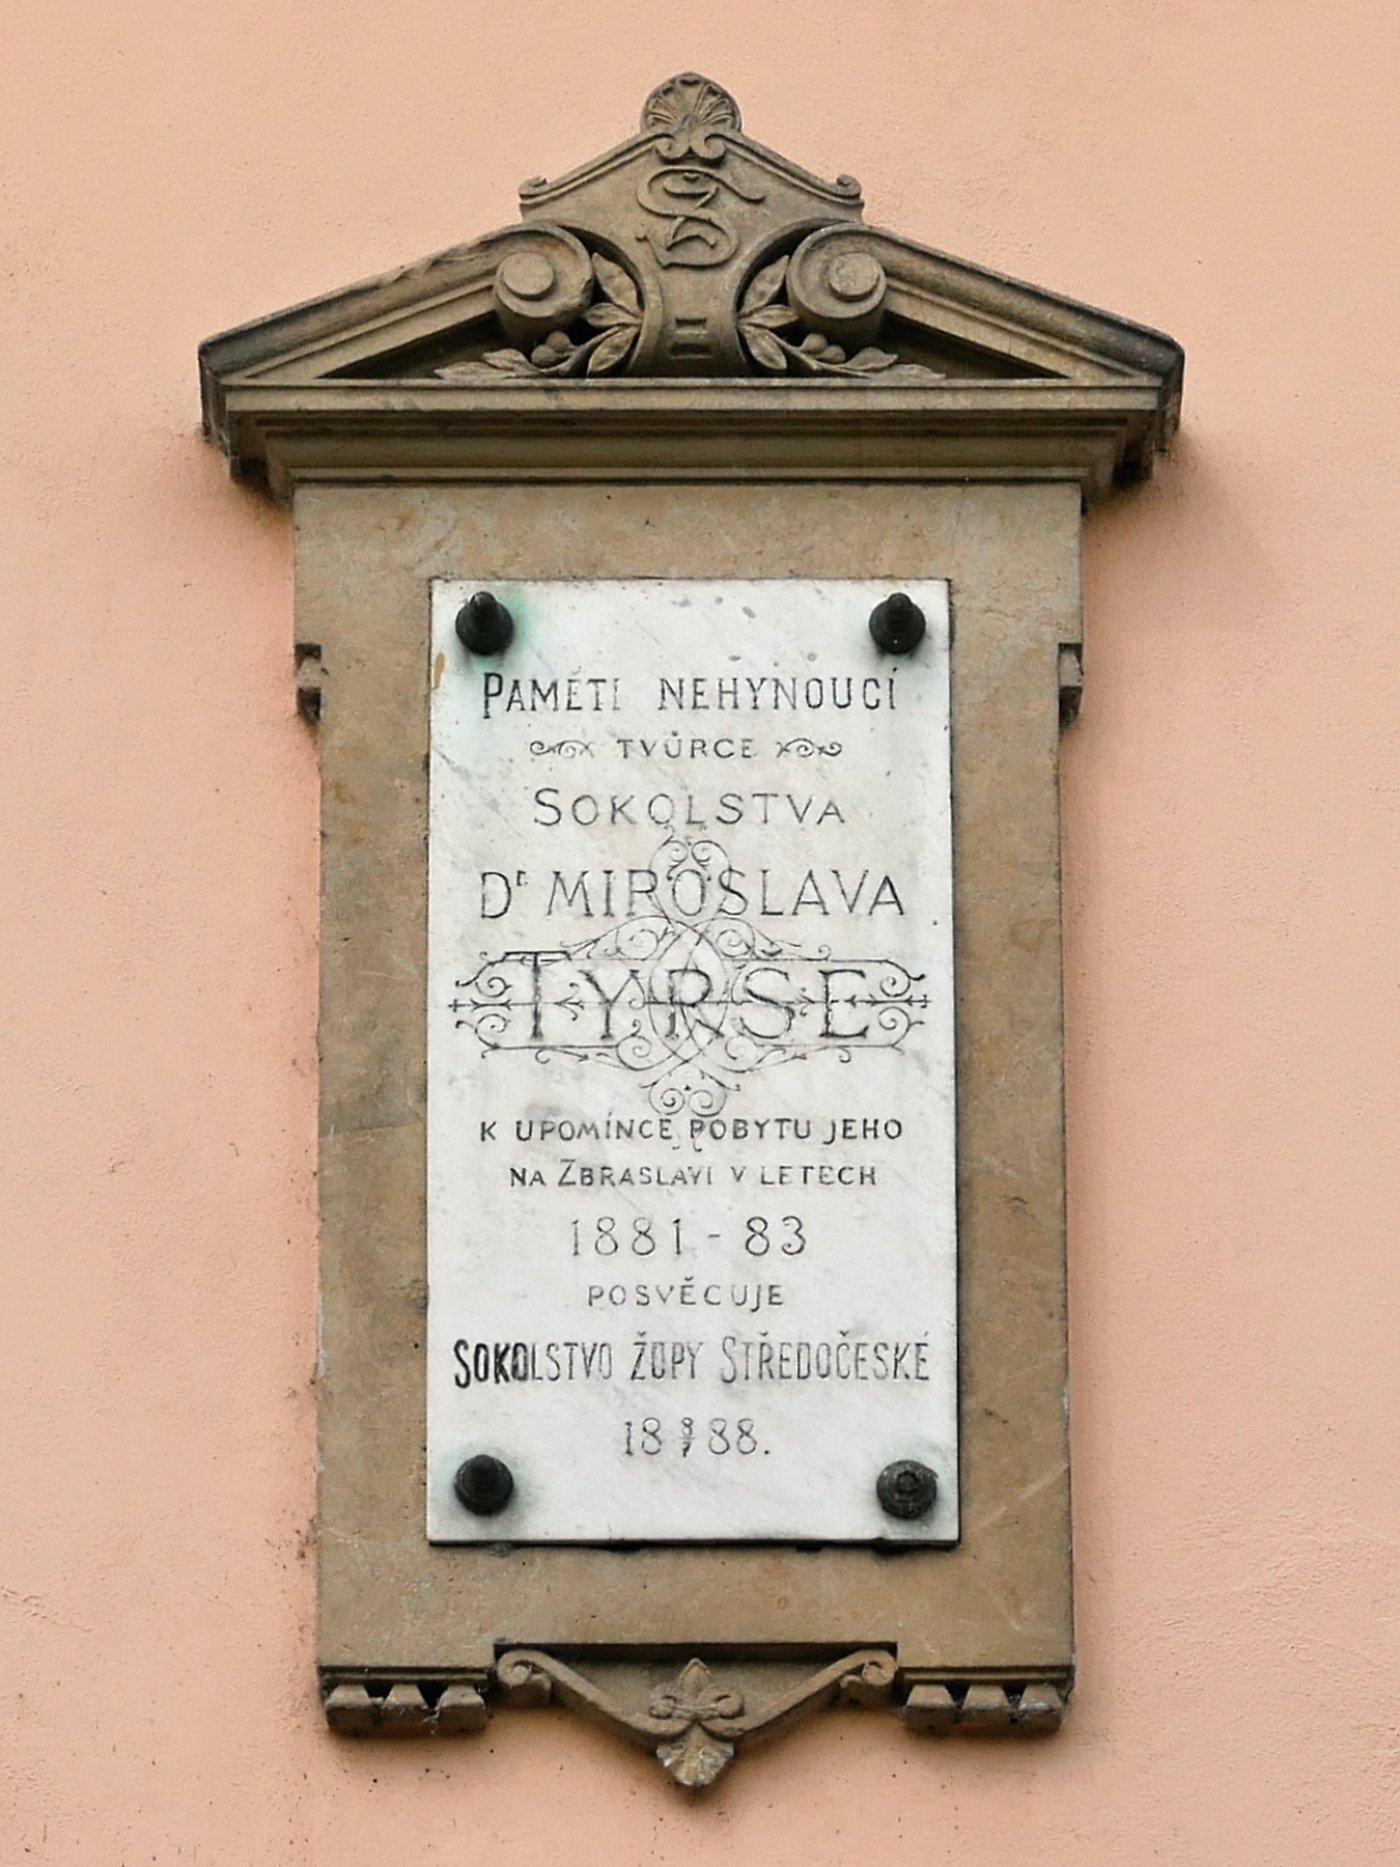 PAMĚTI NEHYNOUCÍ
TVŮRCE
SOKOLSTVA
Dr MIROSLAVA
TYRŠE
K UPOMÍNCE POBYTU JEHO
NA ZBRASLAVI V LETECH
1881-83
POSVĚCUJE
SOKOLSTVO ŽUPY STŘEDOČESKÉ
18 8/7 88.